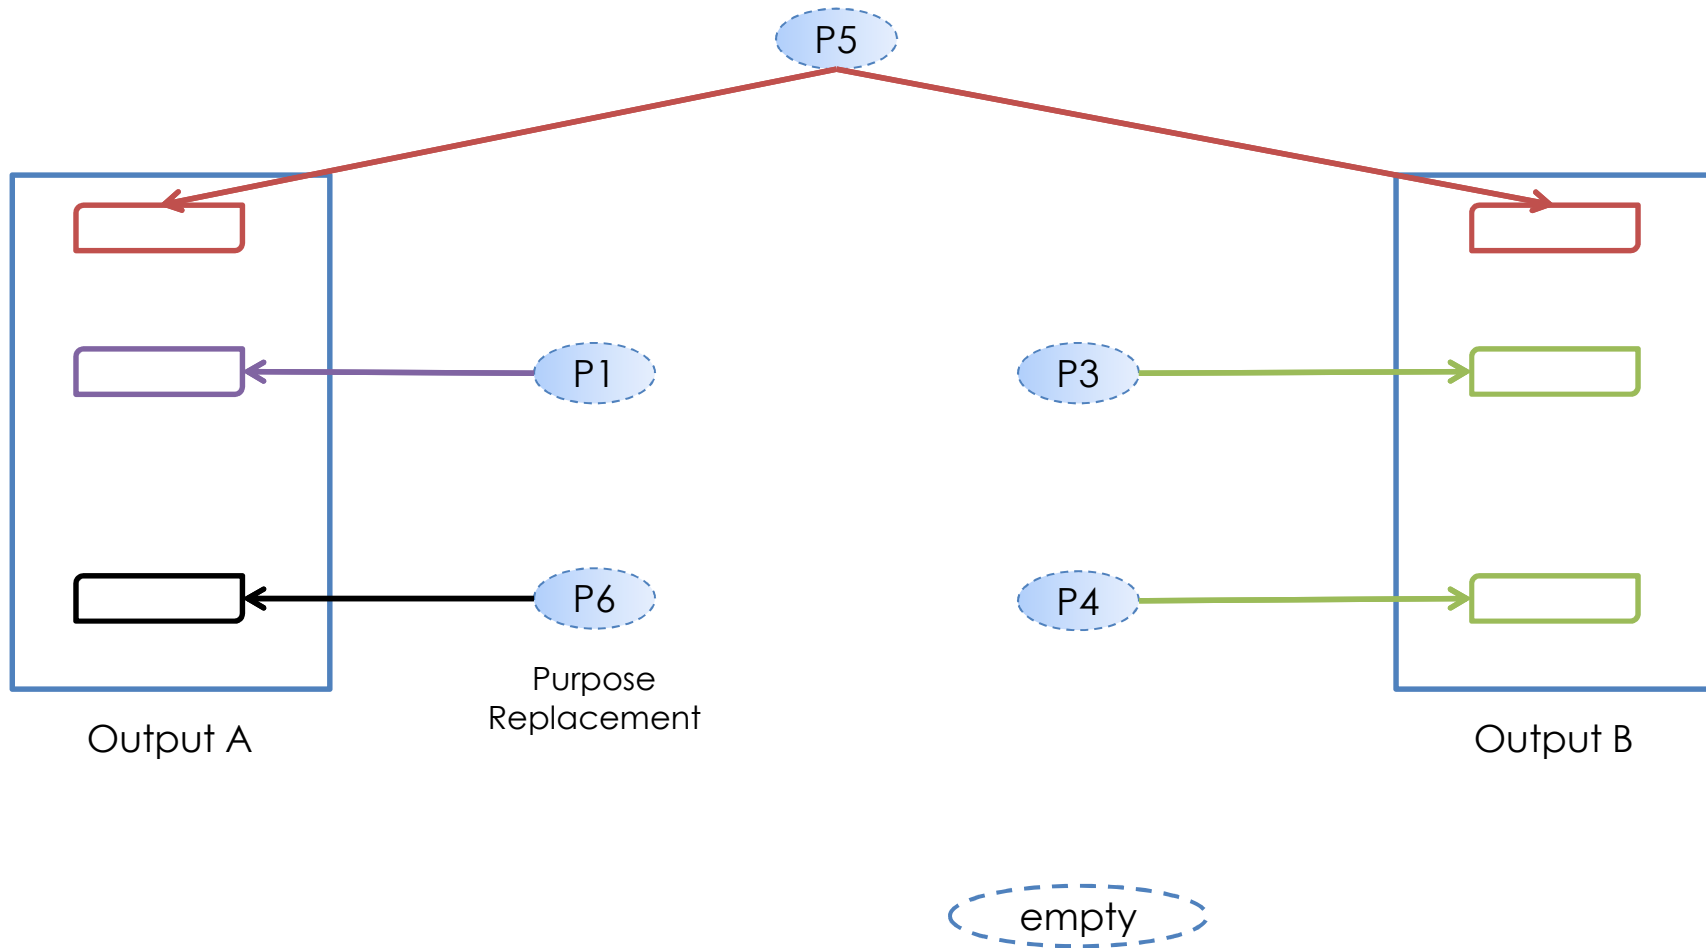 P5
P1
P3
P6
P4
Purpose
Replacement
Output A
Output B
empty